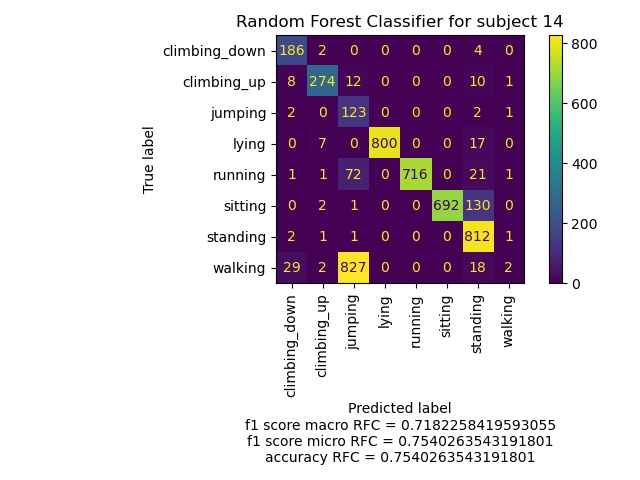 Random Forest Classifier for subject 14
True label
climbing_down 186 2 0 0 0 0 4 0
climbing_up 8 274 12 0 0 0 10 1
jumping 2 0 123 0 0 0 2 1
lying 0 7 0 800 0 0 17 0
running 1 1 72 0 716 0 21 1
sitting 0 2 1 0 0 692 130 0
standing 2 1 1 0 0 0 812 1
walking 29 2 827 0 0 0 18 2
climbing_down climbing_up jumping lying running sitting standing walking
800
600
400
200
0
Predicted label
f1 score macro RFC = 0.7182258419593055
f1 score micro RFC = 0.7540263543191801
accuracy RFC = 0.7540263543191801